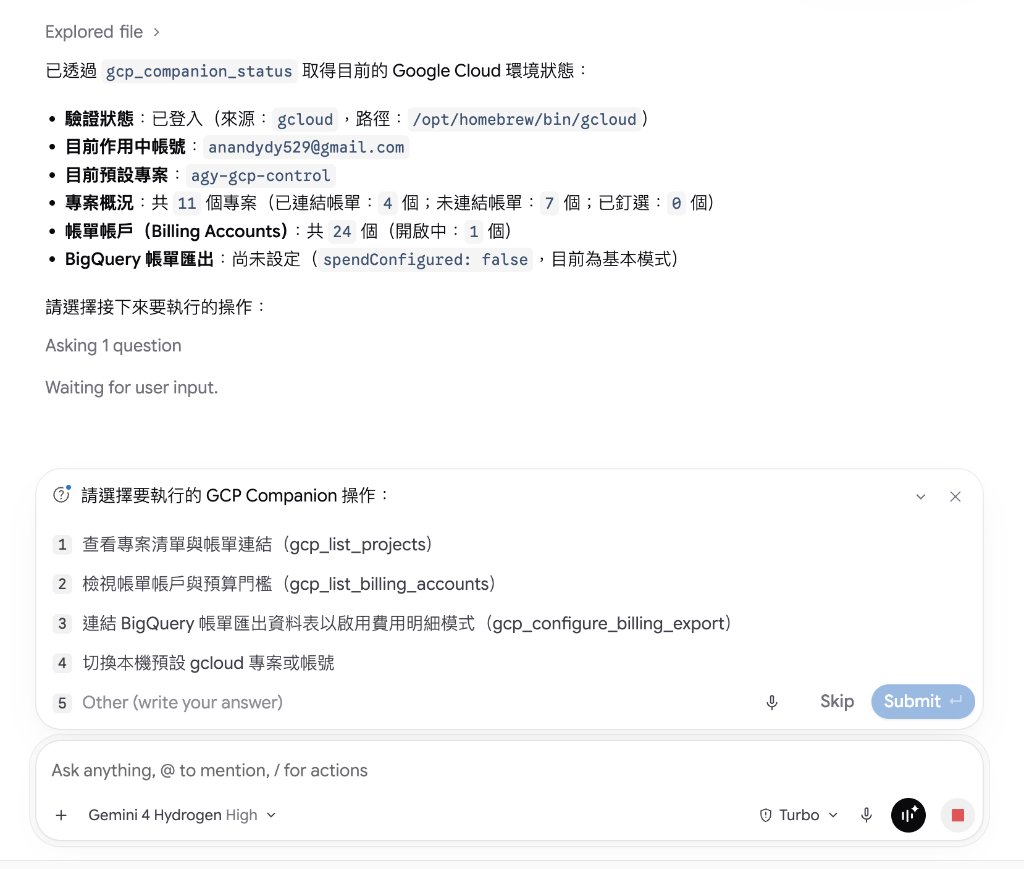 Explored file
已透過 gcp_companion_status 取得目前的 Google Cloud 環境狀態：
• 驗證狀態：已登入（來源：gcloud，路徑：/opt/homebrew/bin/gcloud）
• 目前作用中帳號：anandydy529@gmail.com
• 目前預設專案：agy-gcp-control
• 專案概況：共 11 個專案（已連結帳單：4 個；未連結帳單：7 個；已釘選：0 個）
• 帳單帳戶（Billing Accounts）：共 24 個（開啟中：1 個）
• BigQuery 帳單匯出：尚未設定（spendConfigured: false，目前為基本模式）
請選擇接下來要執行的操作：
Asking 1 question
Waiting for user input.
請選擇要執行的 GCP Companion 操作：
1 查看專案清單與帳單連結（gcp_list_projects）
2 檢視帳單帳戶與預算門檻（gcp_list_billing_accounts）
3 連結 BigQuery 帳單匯出資料表以啟用費用明細模式（gcp_configure_billing_export）
4 切換本機預設 gcloud 專案或帳號
5 Other (write your answer)
Skip
Submit
Ask anything, @ to mention, / for actions
Gemini 4 Hydrogen High
Turbo